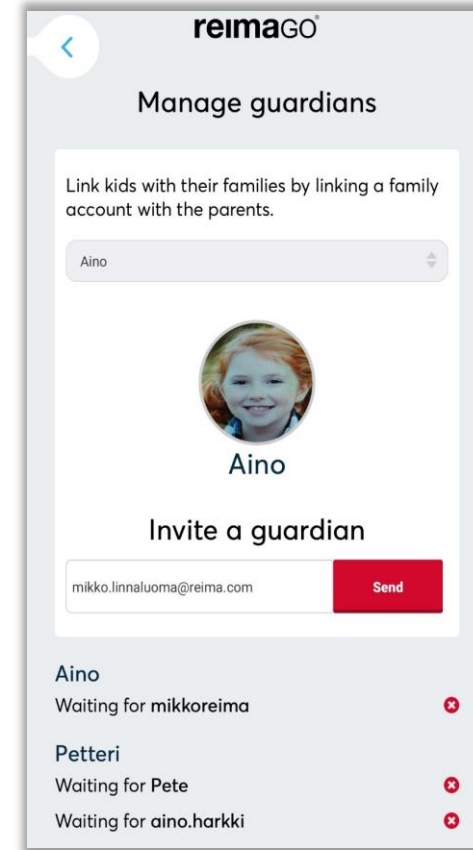 reimaGO
Manage guardians
Link kids with their families by linking a family
account with the parents.
Aino
Aino
Invite a guardian
mikko.linnaluoma@reima.com
Send
Aino
Waiting for mikkoreima
Petteri
Waiting for Pete
Waiting for aino.harkki